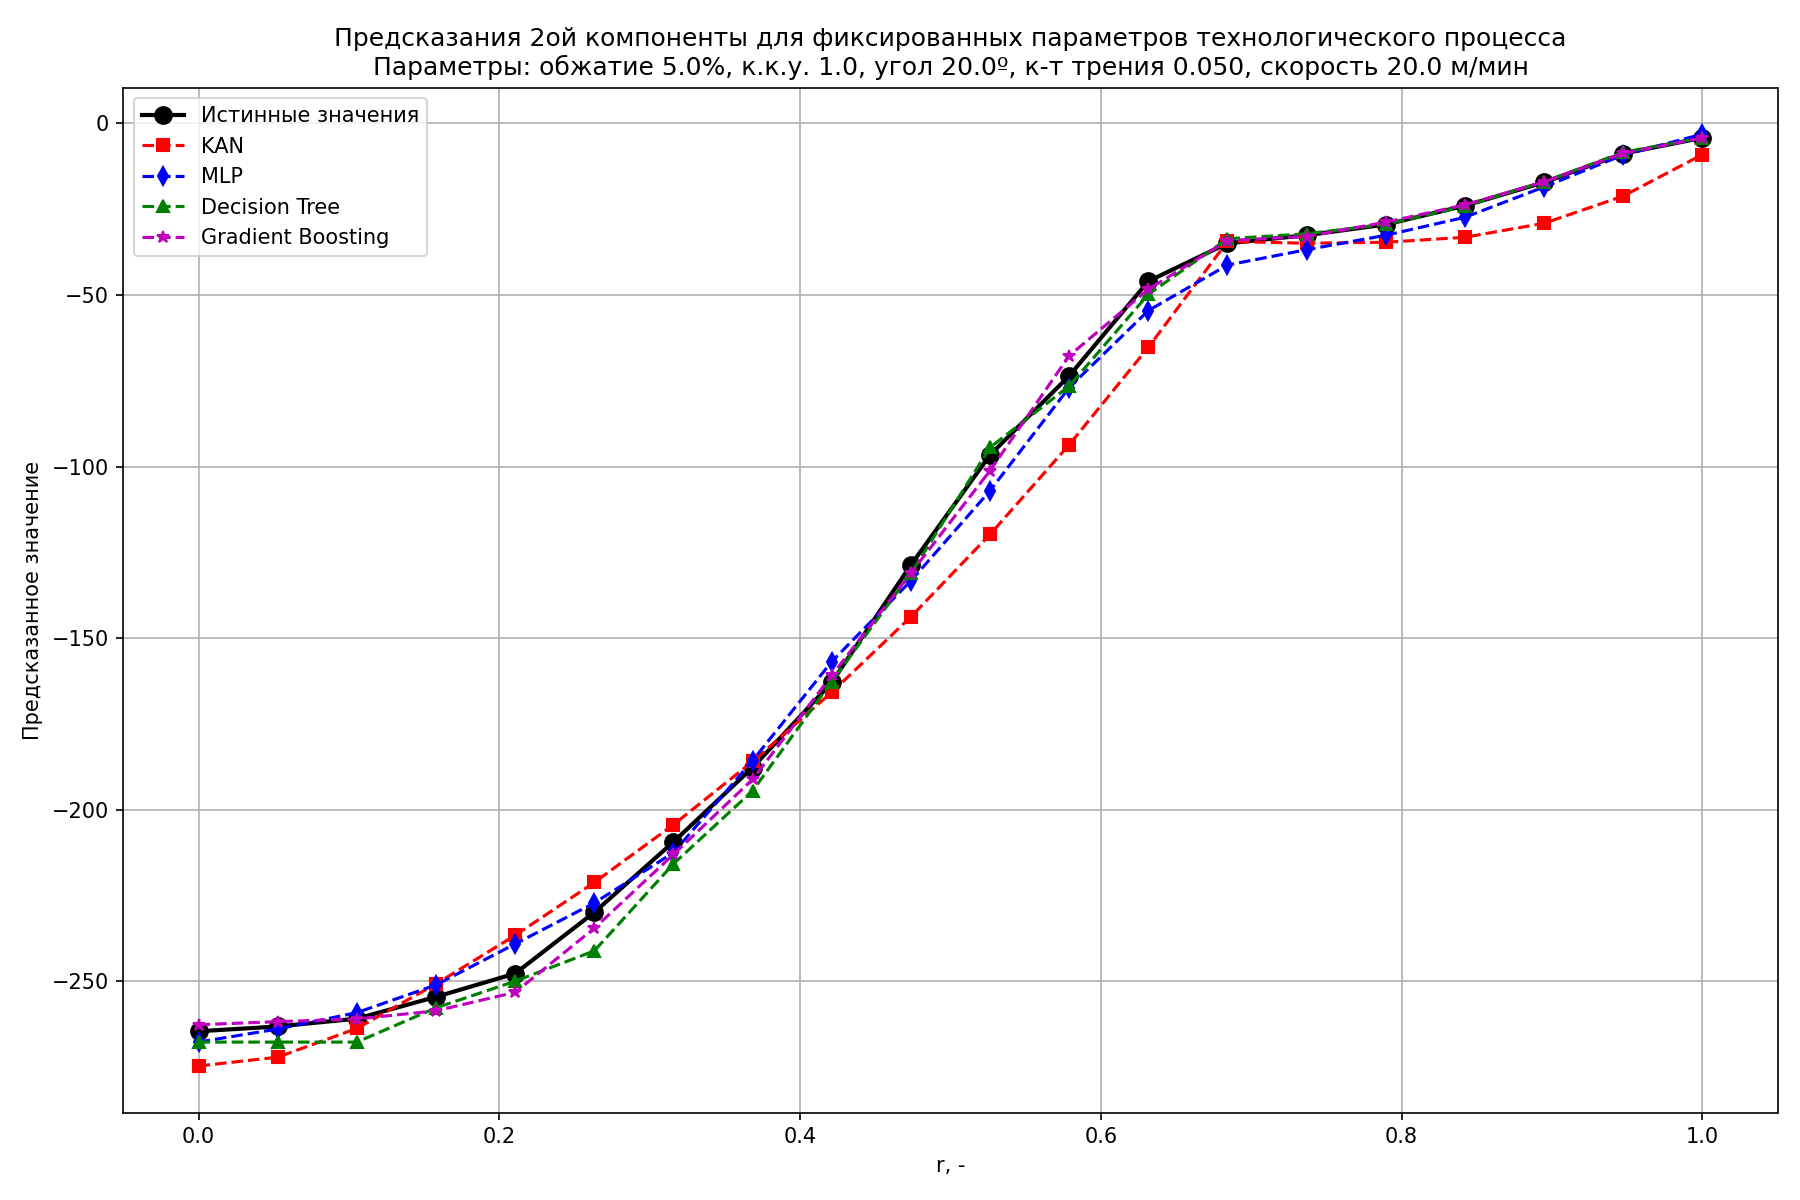 Предсказания 2ой компоненты для фиксированных параметров технологического процесса
Параметры: обжатие 5.0%, к.к.у. 1.0, угол 20.0º, к-т трения 0.050, скорость 20.0 м/мин
Истинные значения
KAN
MLP
Decision Tree
Gradient Boosting
Предсказанное значение
0
−50
−100
−150
−200
−250
0.0
0.2
0.4
0.6
0.8
1.0
r, -